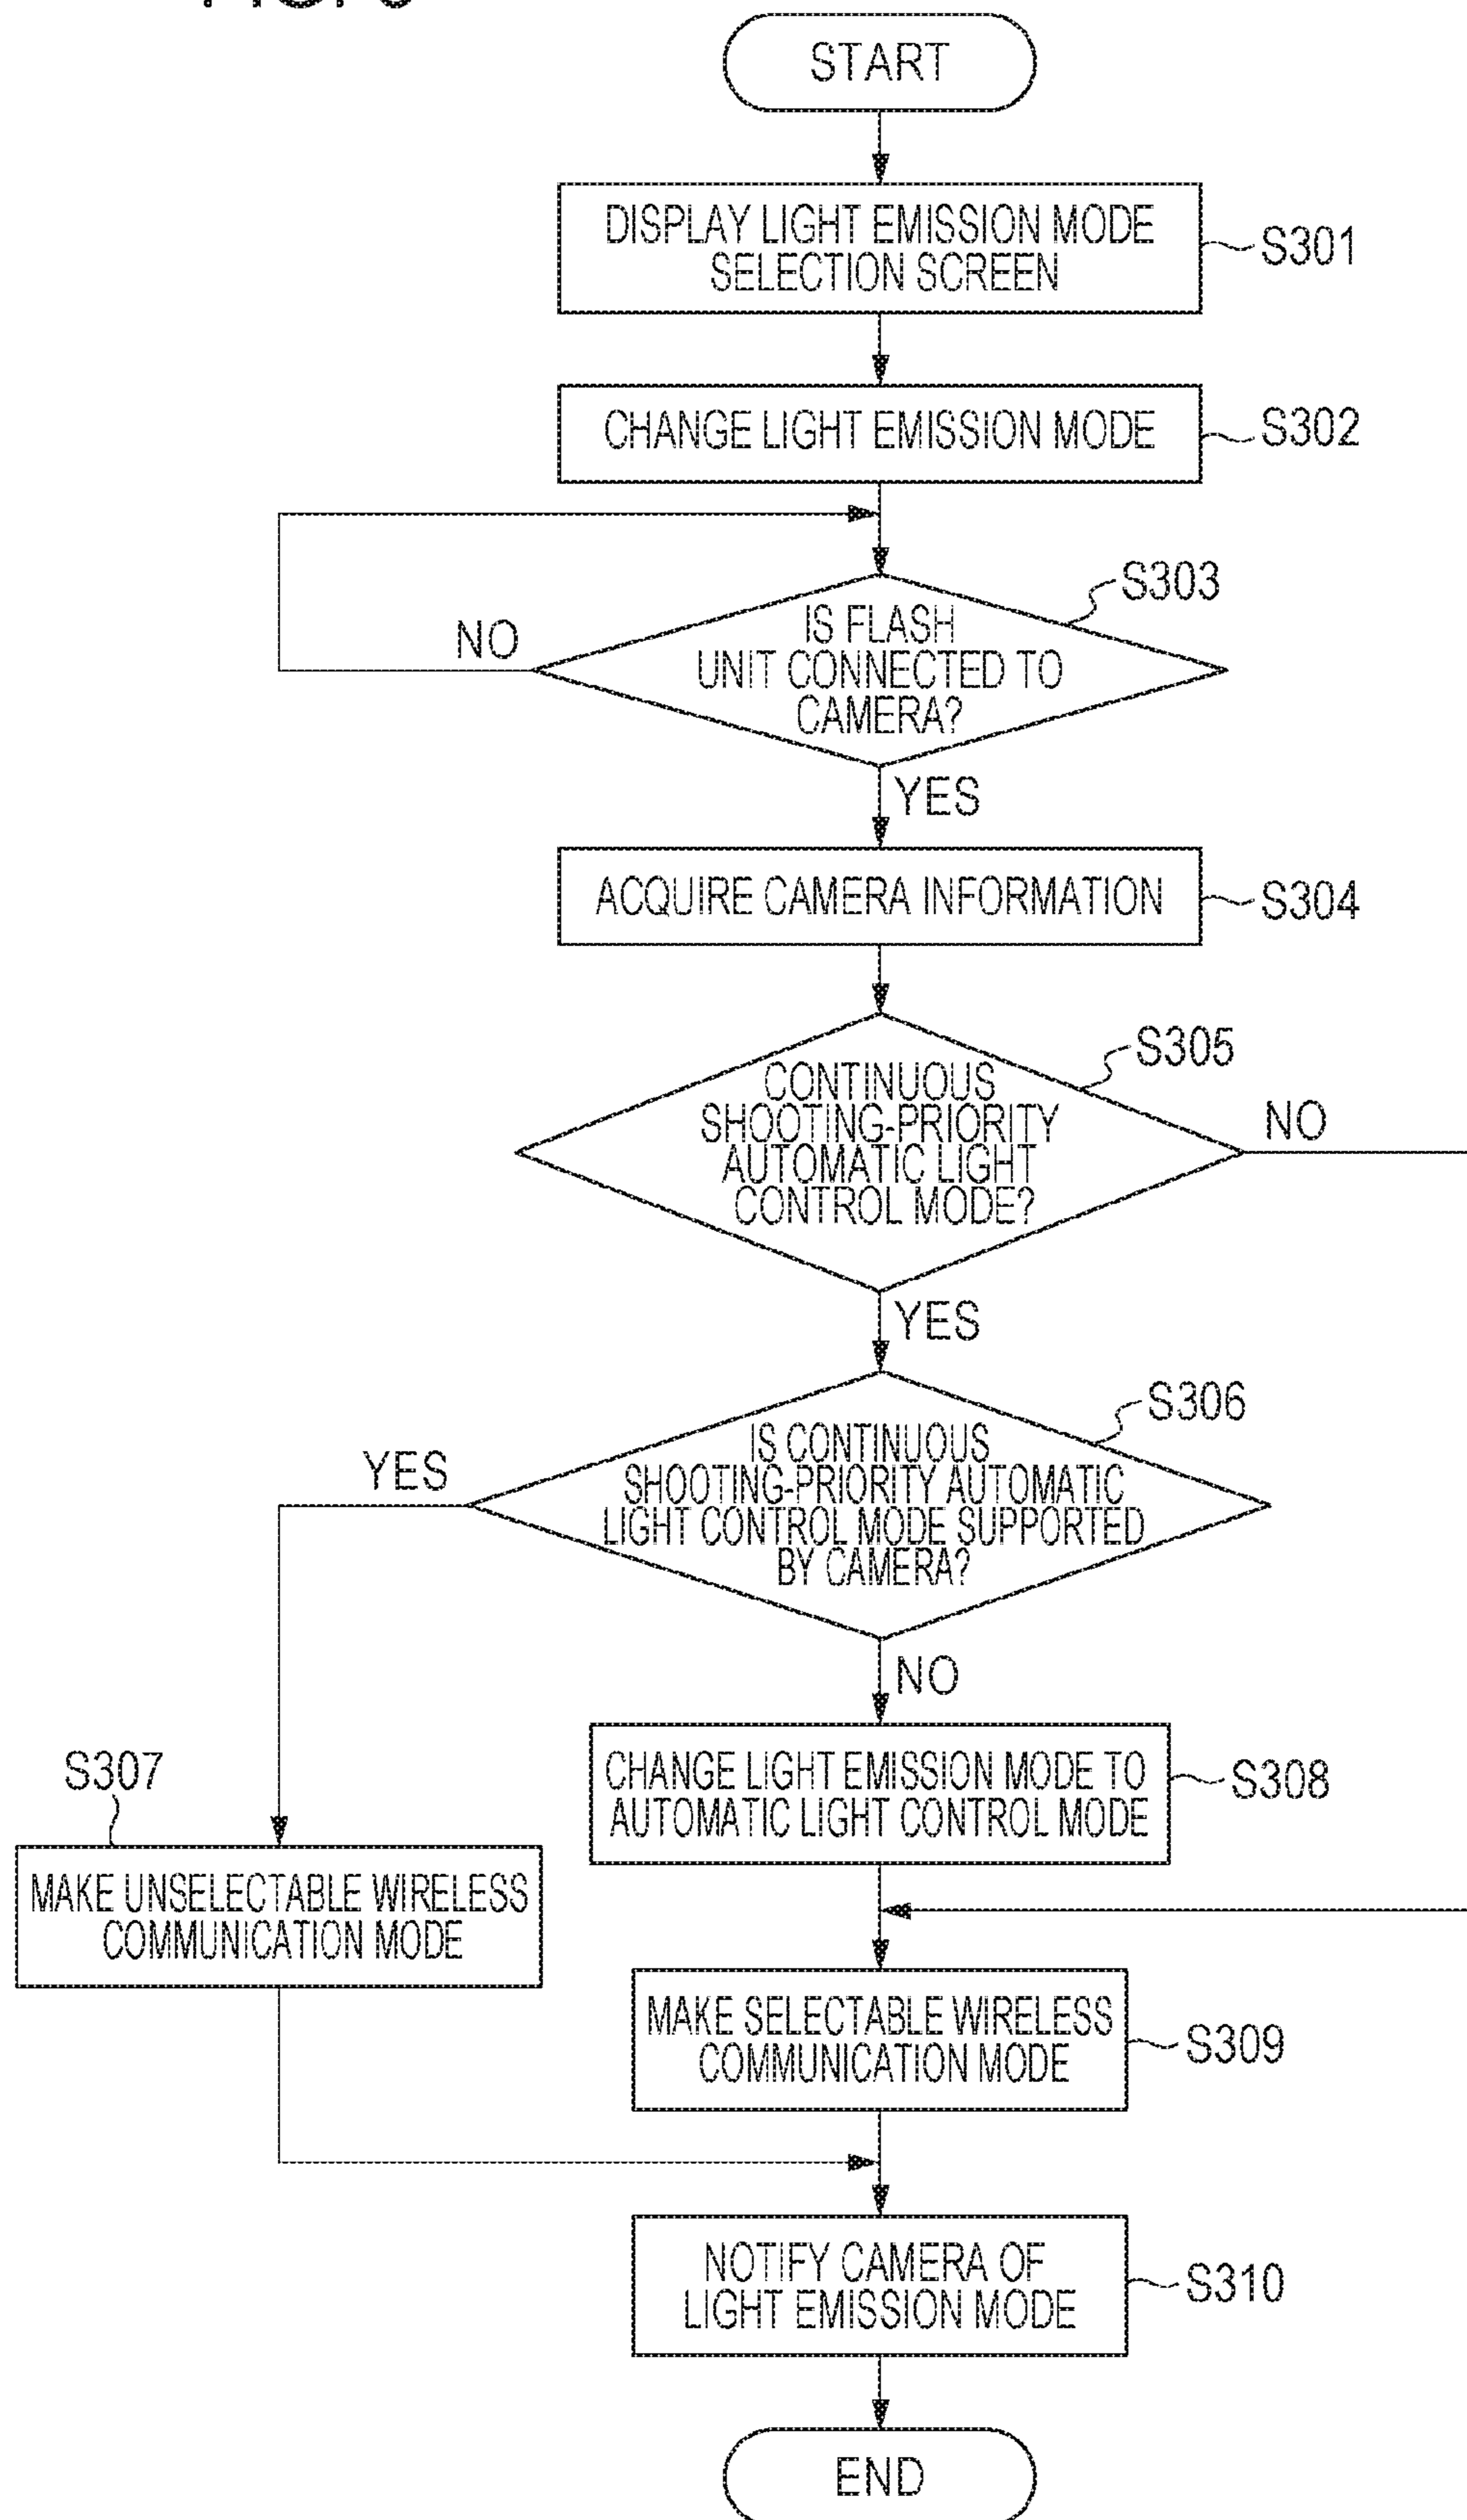 START
DISPLAY LIGHT EMISSION MODE
SELECTION SCREEN
S301
CHANGE LIGHT EMISSION MODE
S302
S303
IS FLASH
UNIT CONNECTED TO
CAMERA?
NO
YES
ACQUIRE CAMERA INFORMATION
S304
S305
CONTINUOUS
SHOOTING-PRIORITY
AUTOMATIC LIGHT
CONTROL MODE?
NO
YES
S306
IS CONTINUOUS
SHOOTING-PRIORITY AUTOMATIC
LIGHT CONTROL MODE SUPPORTED
BY CAMERA?
YES
NO
S307
MAKE UNSELECTABLE WIRELESS
COMMUNICATION MODE
CHANGE LIGHT EMISSION MODE TO
AUTOMATIC LIGHT CONTROL MODE
S308
MAKE SELECTABLE WIRELESS
COMMUNICATION MODE
S309
NOTIFY CAMERA OF
LIGHT EMISSION MODE
S310
END